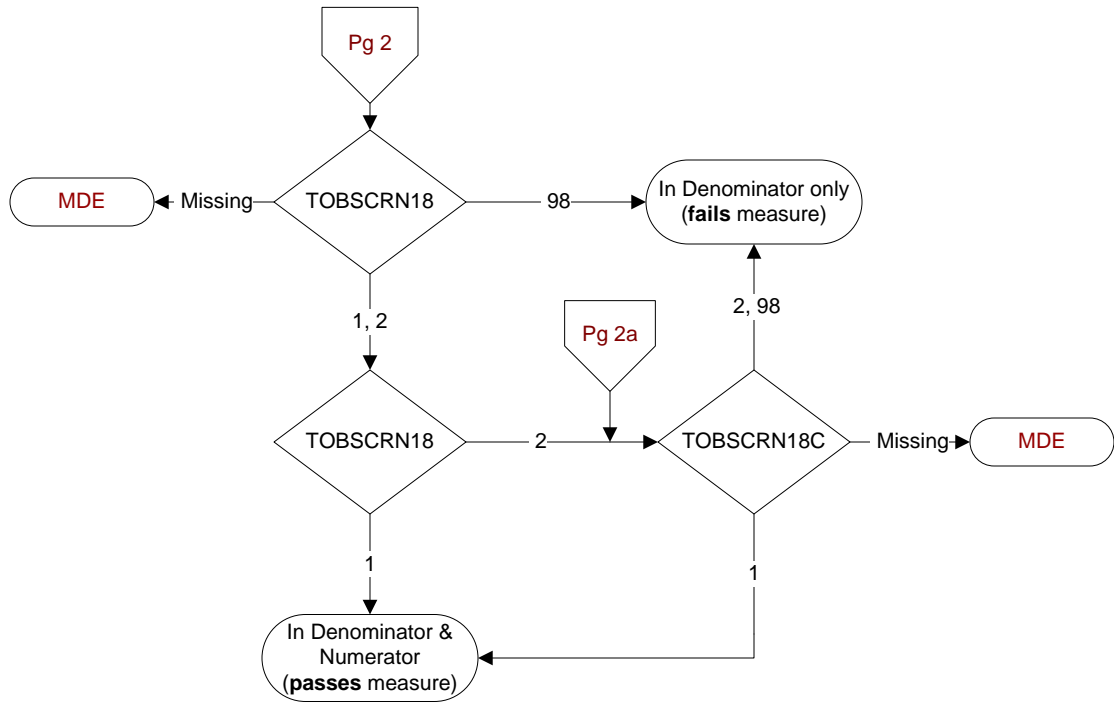 Pg 2
TOBSCRN18
Missing
MDE
98
In Denominator only
(fails measure)
1, 2
2, 98
Pg 2a
TOBSCRN18
2
TOBSCRN18C
Missing
MDE
1
1
In Denominator &
Numerator
(passes measure)